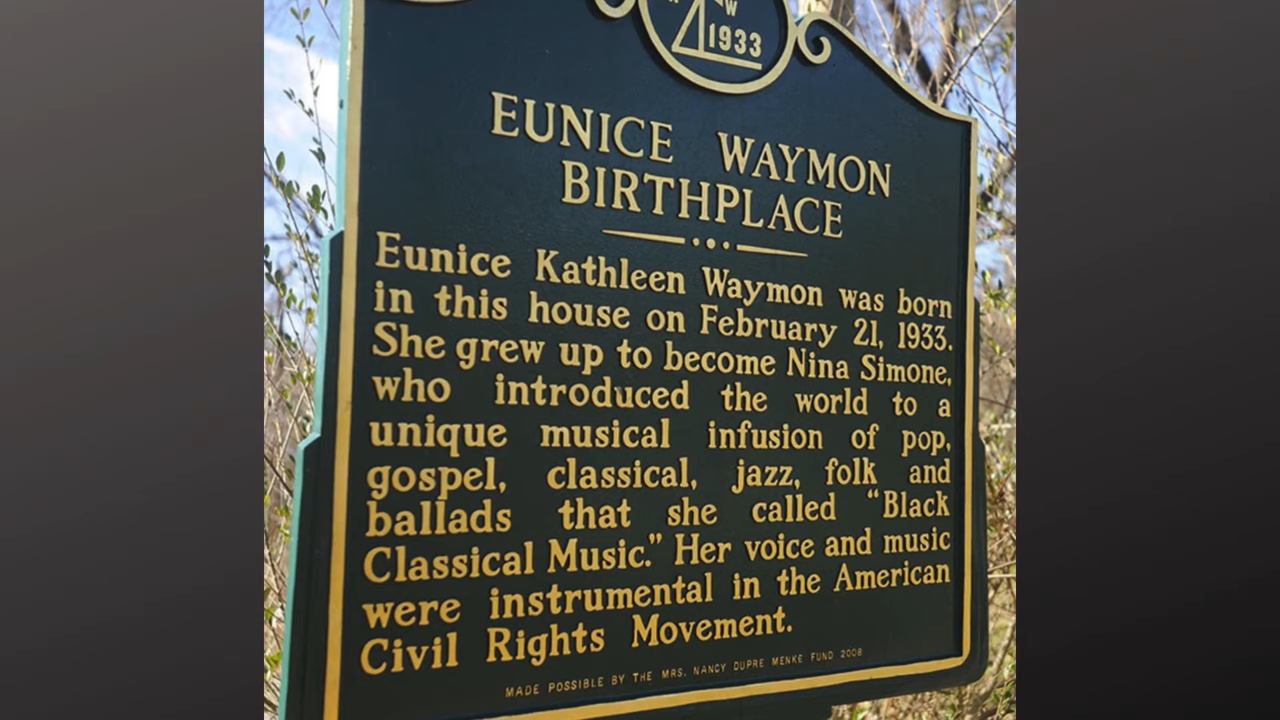 W
1933
EUNICE WAYMON
BIRTHPLACE
Eunice Kathleen Waymon was born
in this house on February 21, 1933.
She grew up to become Nina Simone,
who introduced the world to a
unique musical infusion of pop,
gospel, classical, jazz, folk and
ballads that she called “Black
Classical Music.” Her voice and music
were instrumental in the American
Civil Rights Movement.
MADE POSSIBLE BY THE MRS. NANCY DUPRE MENKE FUND 2008